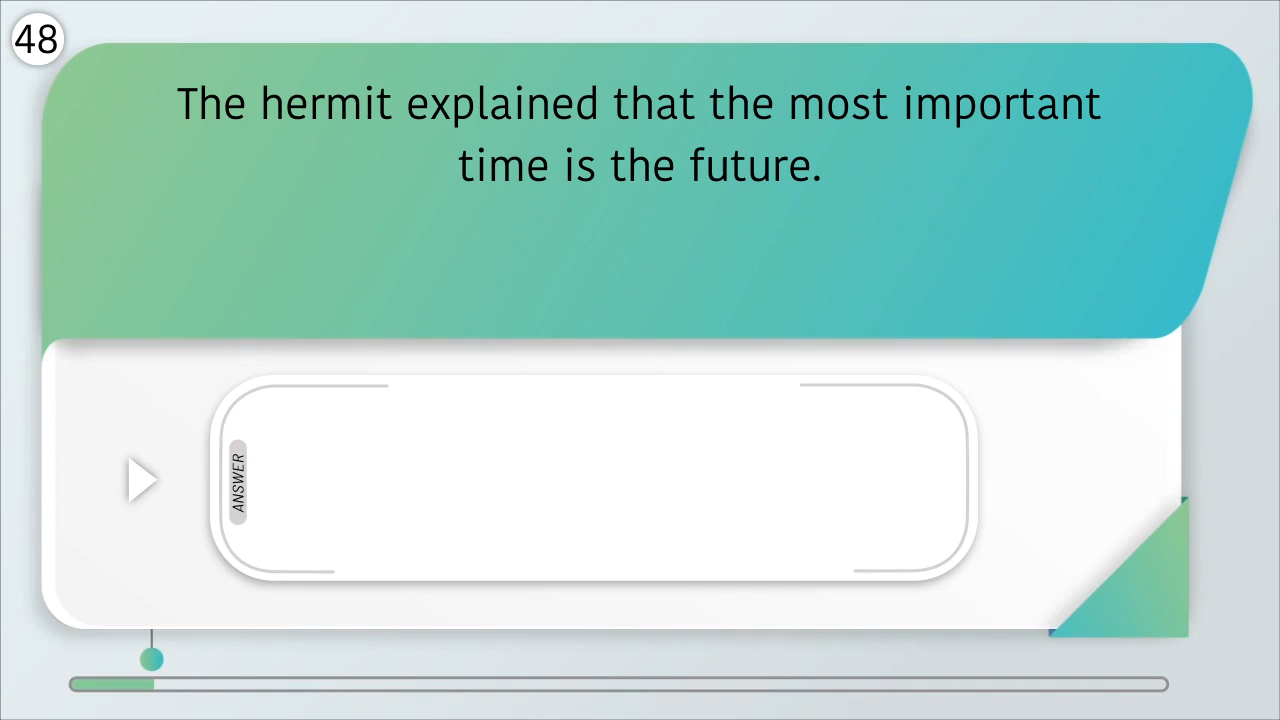 48
The hermit explained that the most important
time is the future.
ANSWER